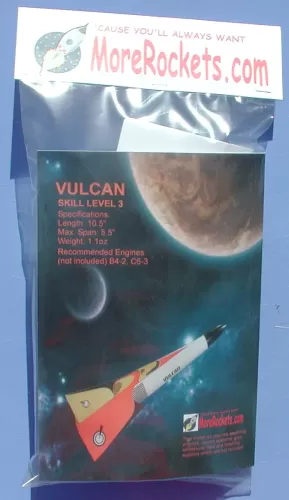 'CAUSE YOU'LL ALWAYS WANT
MoreRockets.com
VULCAN
SKILL LEVEL 3
Specifications.
Length: 10.5"
Max. Span: 5.5"
Weight: 1.1oz
Recommended Engines
(not included) B4-2, C6-3
VULCAN
MoreRockets.com